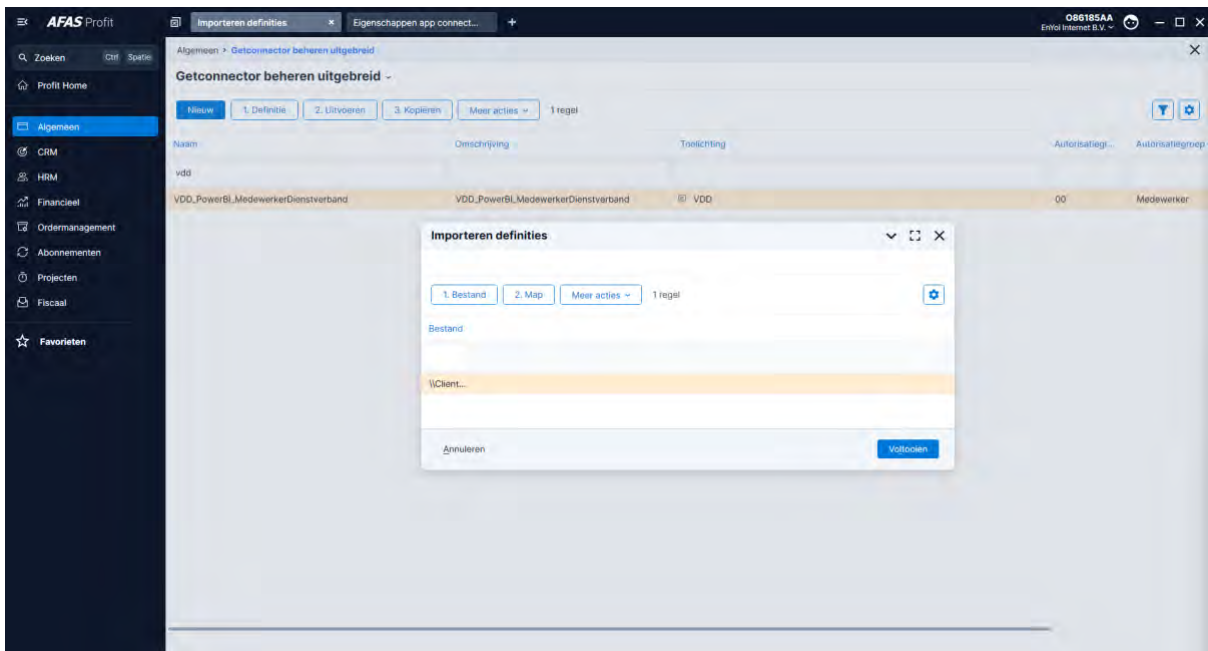 AFAS Profit
Importeren definities
Eigenschappen app connect...
O86185AA
EnYoi Internet B.V.
Zoeken
Ctrl
Spatie
Profit Home
Algemeen
CRM
HRM
Financieel
Ordermanagement
Abonnementen
Projecten
Fiscaal
Favorieten
Algemeen > Getconnector beheren uitgebreid
Getconnector beheren uitgebreid
Nieuw
1. Definitie
2. Uitvoeren
3. Kopiëren
Meer acties
1 regel
Naam
Omschrijving
Toelichting
Autorisatiegr...
Autorisatiegroep
vdd
VDD_PowerBI_MedewerkerDienstverband
VDD_PowerBI_MedewerkerDienstverband
VDD
00
Medewerker
Importeren definities
1. Bestand
2. Map
Meer acties
1 regel
Bestand
\\Client...
Annuleren
Voltooien